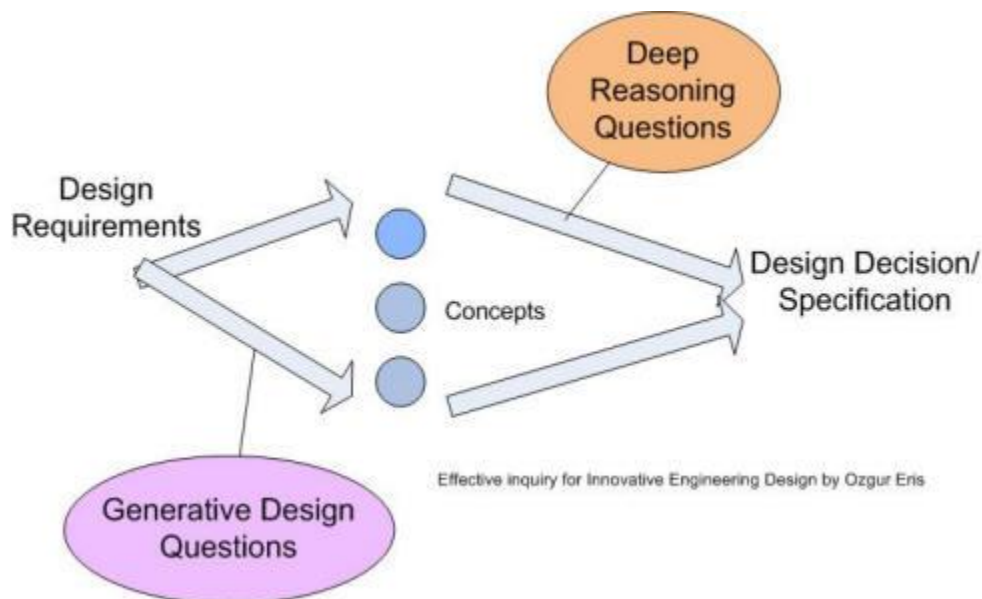 Deep
Reasoning
Questions
Design
Requirements
Concepts
Design Decision/
Specification
Effective inquiry for Innovative Engineering Design by Ozgur Eris
Generative Design
Questions